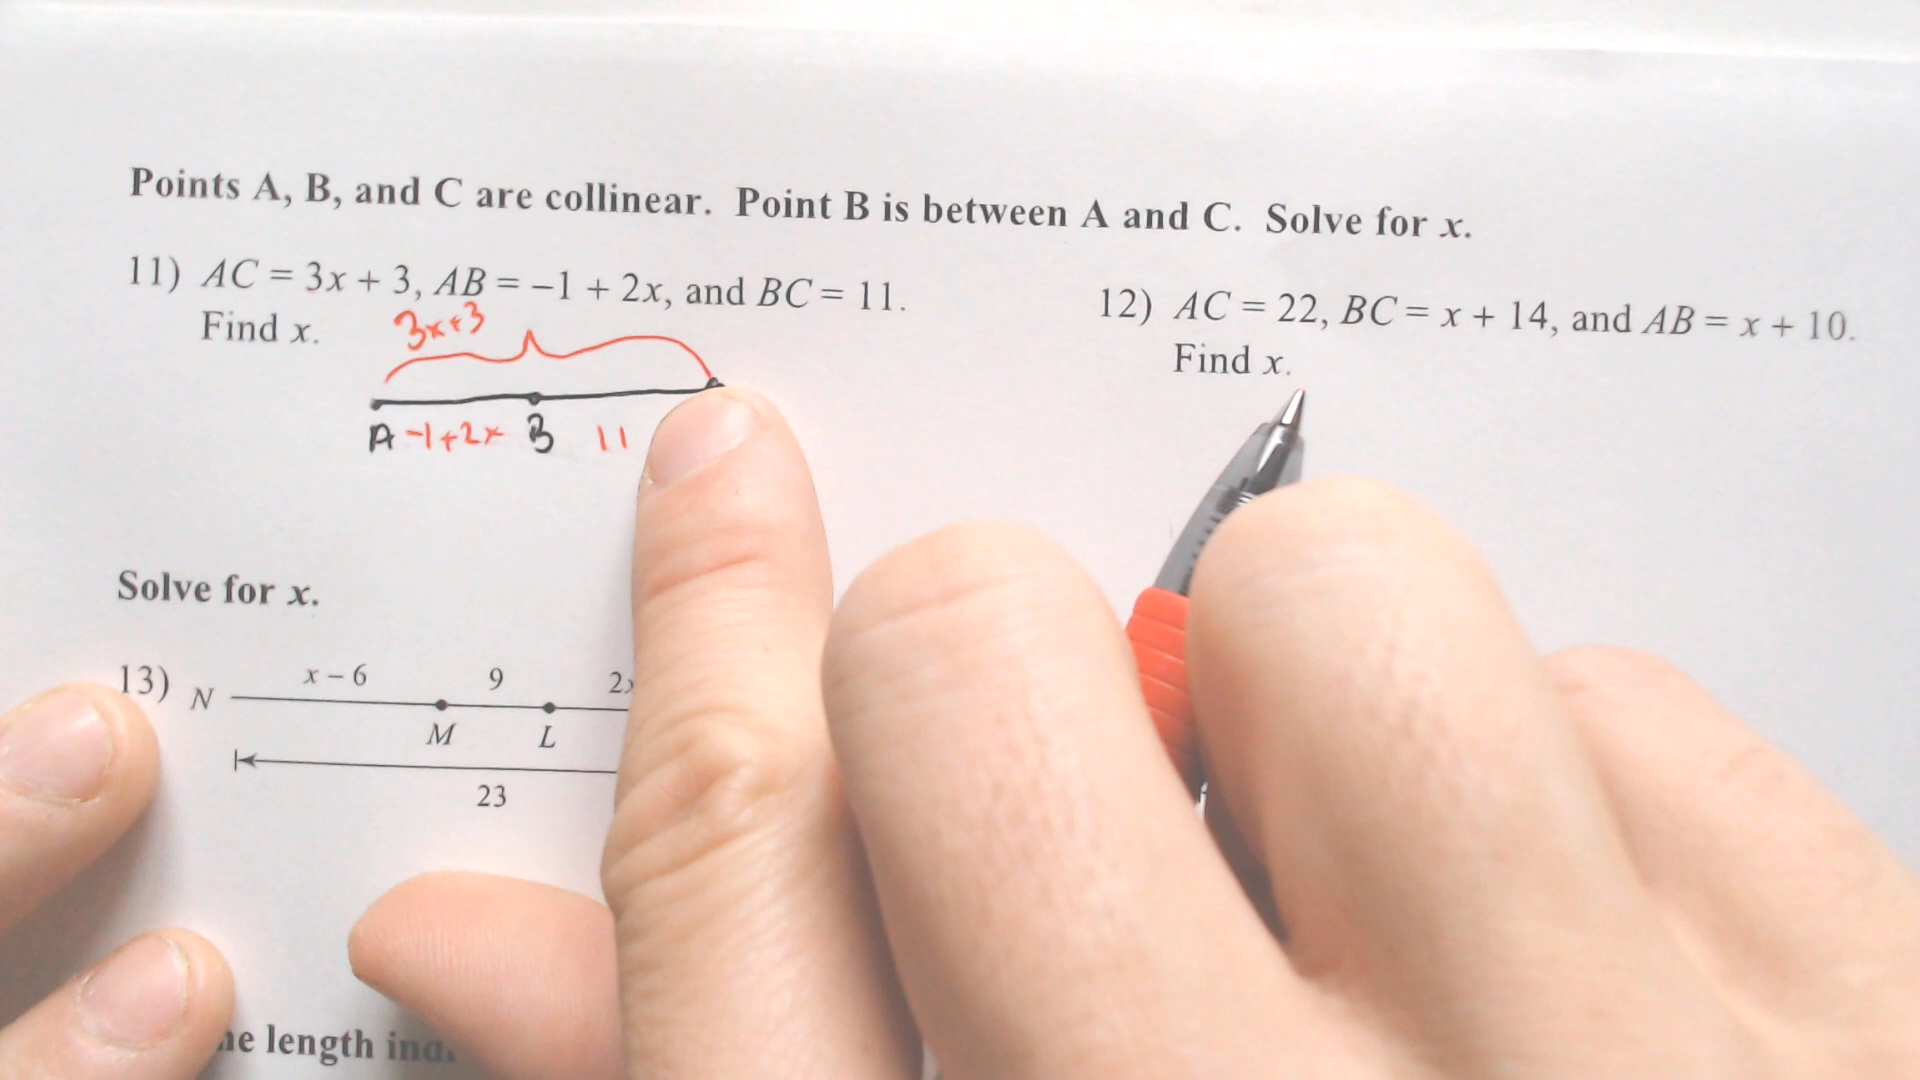 Points A, B, and C are collinear. Point B is between A and C. Solve for x.
11) AC = 3x + 3, AB = −1 + 2x, and BC = 11.
Find x.
3x+3
A -1+2x B 11
12) AC = 22, BC = x + 14, and AB = x + 10.
Find x.
Solve for x.
13) N x − 6 9
M L
23
length